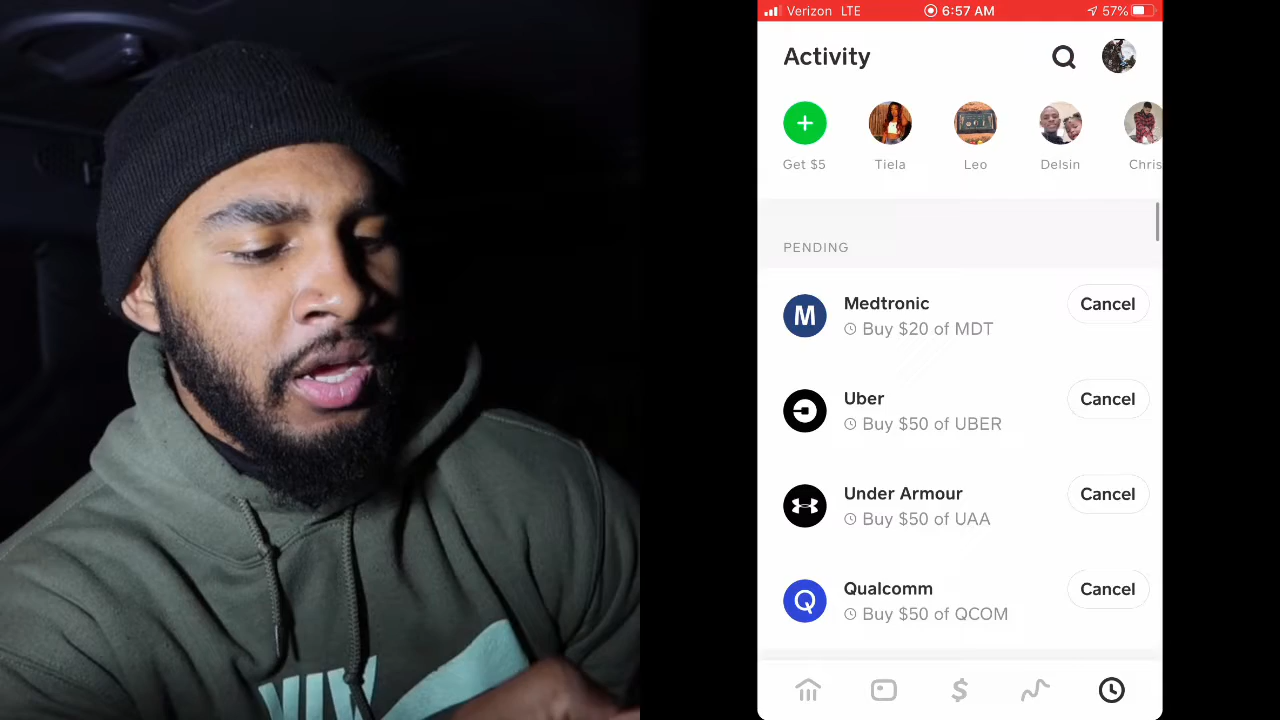 Verizon LTE 6:57 AM 57%
Activity
Get $5 Tiela Leo Delsin Chris
PENDING
M Medtronic Cancel
Buy $20 of MDT
Uber Cancel
Buy $50 of UBER
Under Armour Cancel
Buy $50 of UAA
Q Qualcomm Cancel
Buy $50 of QCOM
$